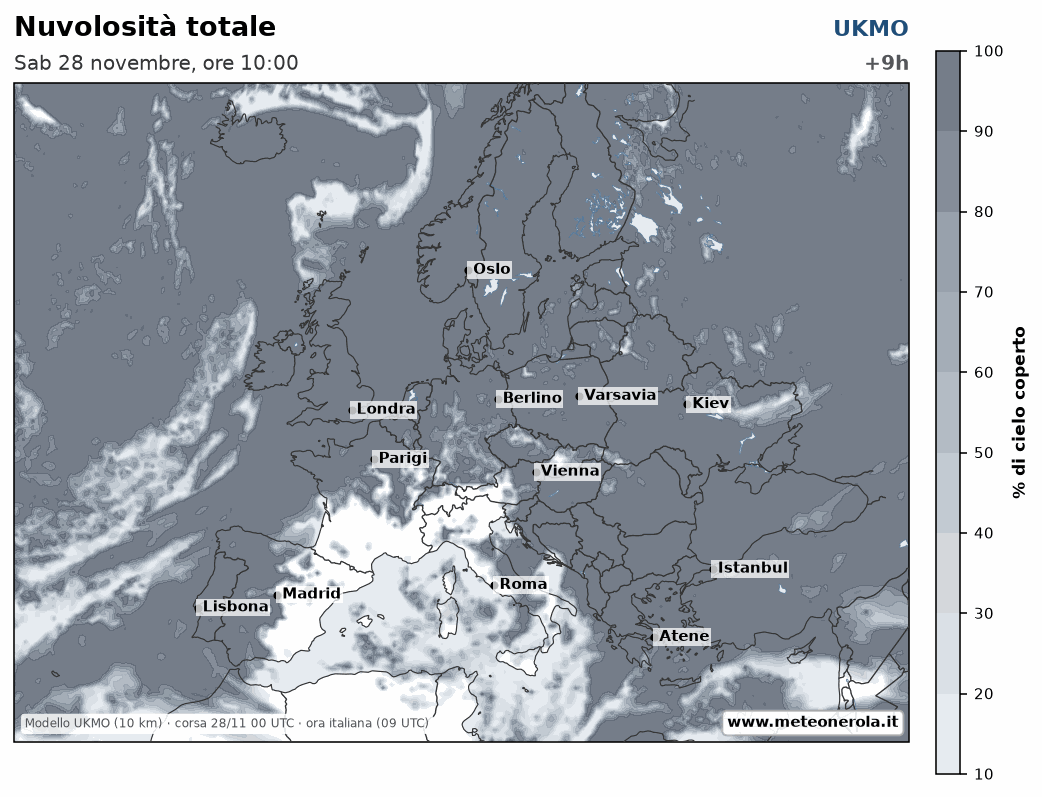 Nuvolosità totale
UKMO
Sab 28 novembre, ore 10:00
+9h
100
90
80
70
60
50
40
30
20
10
% di cielo coperto
Oslo
Berlino
Varsavia
Kiev
Londra
Parigi
Vienna
Istanbul
Roma
Madrid
Lisbona
Atene
Modello UKMO (10 km) · corsa 28/11 00 UTC · ora italiana (09 UTC)
www.meteonerola.it